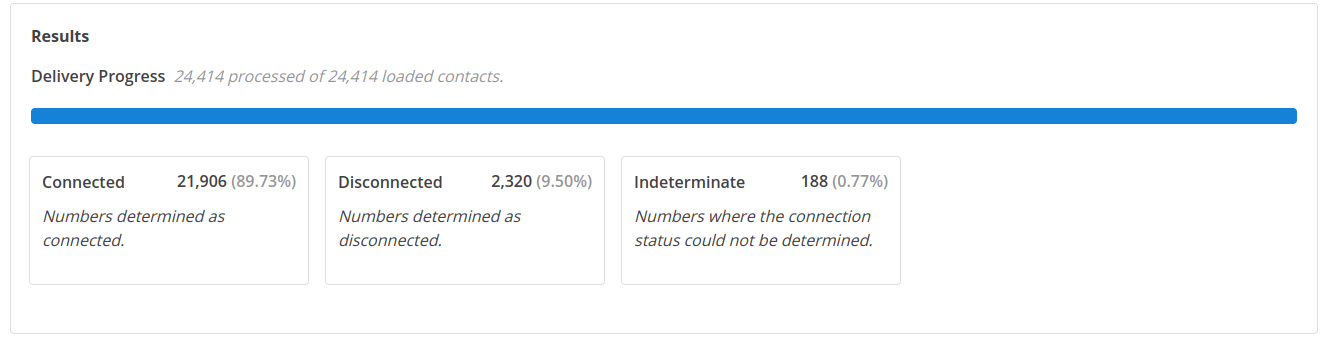 Results
Delivery Progress 24,414 processed of 24,414 loaded contacts.
Connected 21,906 (89.73%)
Numbers determined as
connected.
Disconnected 2,320 (9.50%)
Numbers determined as
disconnected.
Indeterminate 188 (0.77%)
Numbers where the connection
status could not be determined.